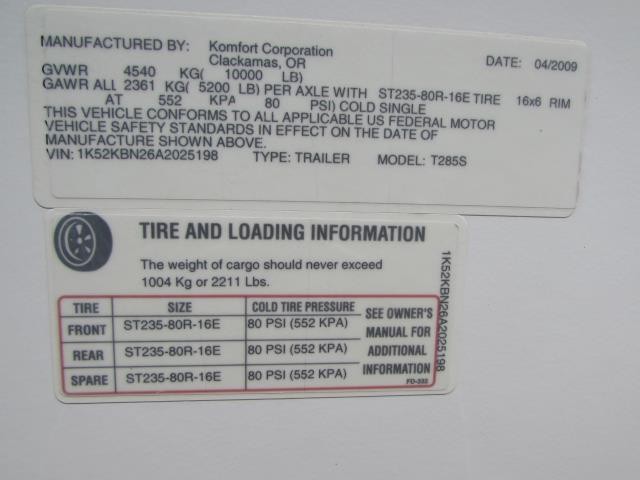 MANUFACTURED BY: Komfort Corporation
Clackamas, OR DATE: 04/2009
GVWR 4540 KG( 10000 LB)
GAWR ALL 2361 KG( 5200 LB) PER AXLE WITH ST235-80R-16E TIRE 16x6 RIM
AT 552 KPA 80 PSI) COLD SINGLE
THIS VEHICLE CONFORMS TO ALL APPLICABLE US FEDERAL MOTOR
VEHICLE SAFETY STANDARDS IN EFFECT ON THE DATE OF
MANUFACTURE SHOWN ABOVE.
VIN: 1K52KBN26A2025198 TYPE: TRAILER MODEL: T285S
TIRE AND LOADING INFORMATION
The weight of cargo should never exceed
1004 Kg or 2211 Lbs.
TIRE SIZE COLD TIRE PRESSURE
FRONT ST235-80R-16E 80 PSI (552 KPA)
REAR ST235-80R-16E 80 PSI (552 KPA)
SPARE ST235-80R-16E 80 PSI (552 KPA)
SEE OWNER'S
MANUAL FOR
ADDITIONAL
INFORMATION
FD-332
1K52KBN26A2025198